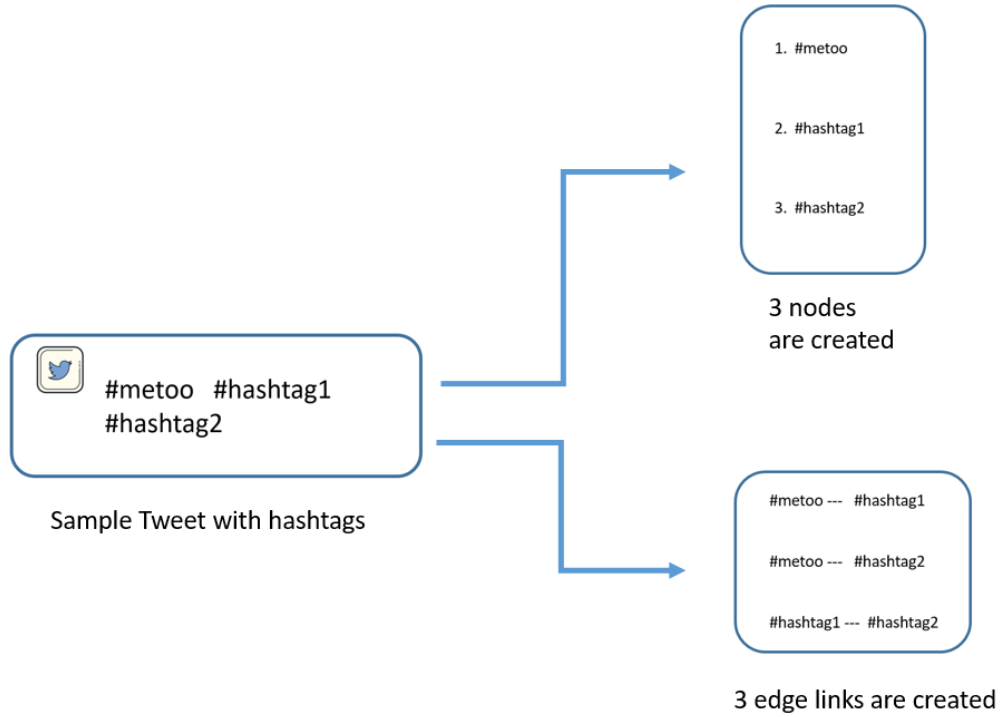 #metoo #hashtag1
#hashtag2
Sample Tweet with hashtags
1. #metoo
2. #hashtag1
3. #hashtag2
3 nodes
are created
#metoo --- #hashtag1
#metoo --- #hashtag2
#hashtag1 --- #hashtag2
3 edge links are created